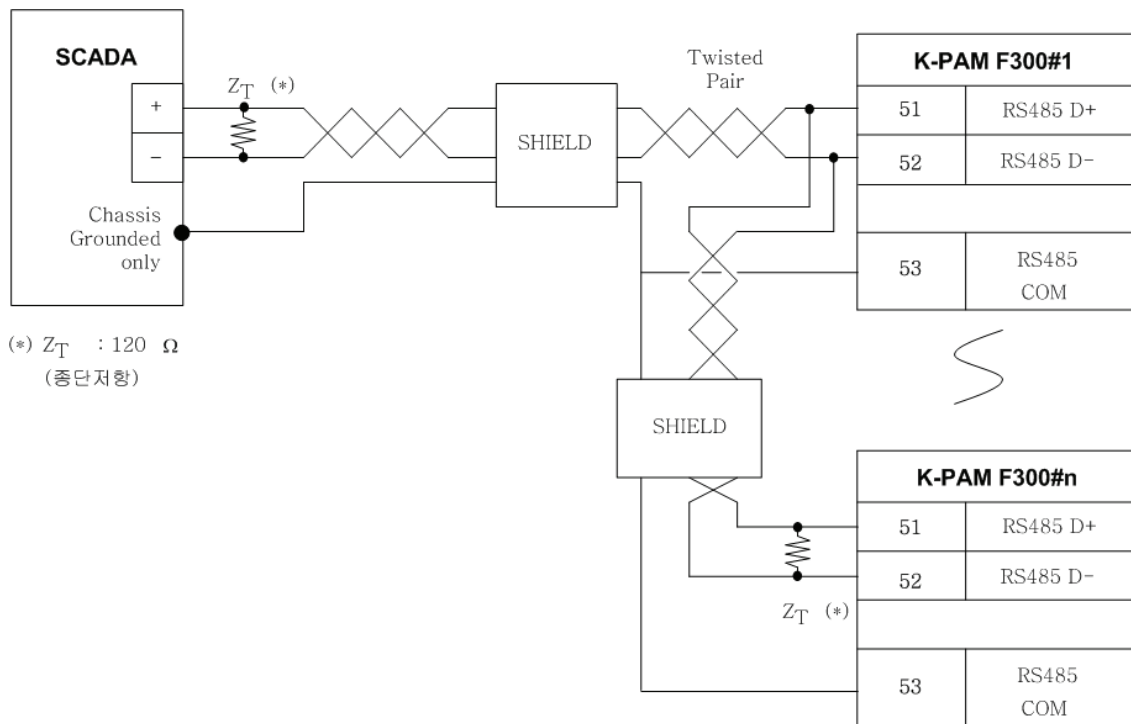 SCADA
+
−
Chassis
Grounded
only
Z_T (*)
(*) Z_T : 120 Ω
(종단저항)
SHIELD
Twisted
Pair
K-PAM F300#1
51 RS485 D+
52 RS485 D-
53 RS485
COM
SHIELD
K-PAM F300#n
51 RS485 D+
52 RS485 D-
Z_T (*)
53 RS485
COM